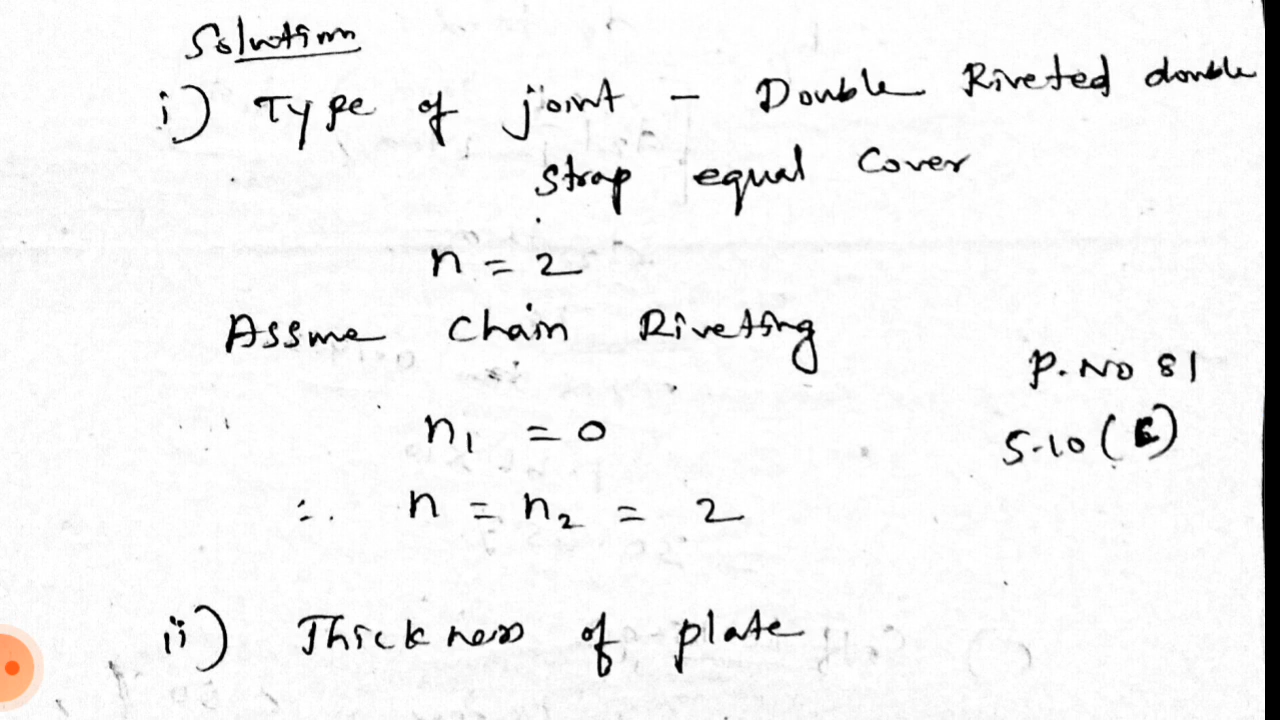 Solution
i) Type of joint - Double Riveted double
strap equal cover
n = 2
Assume Chain Riveting
P. No 81
n₁ = 0
5.10 ( )
∴ n = n₂ = 2
ii) Thickness of plate